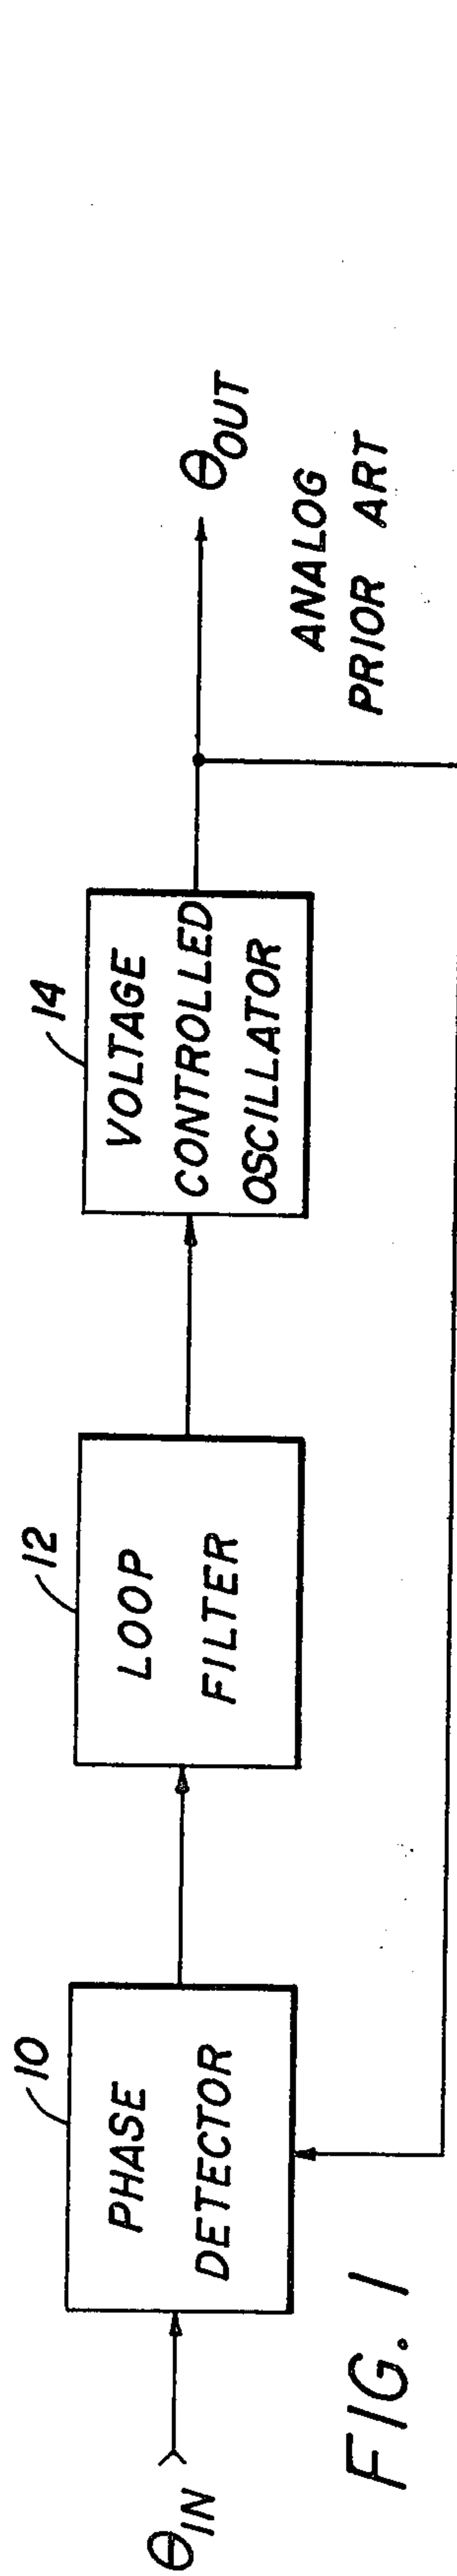 θIN
10
PHASE
DETECTOR
12
LOOP
FILTER
14
VOLTAGE
CONTROLLED
OSCILLATOR
θOUT
ANALOG
PRIOR ART
FIG. 1